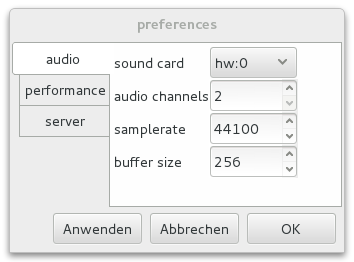 preferences
audio
performance
server
sound card hw:0
audio channels 2
samplerate 44100
buffer size 256
Anwenden Abbrechen OK